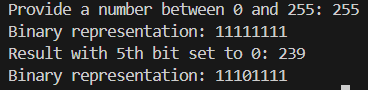 Provide a number between 0 and 255: 255
Binary representation: 11111111
Result with 5th bit set to 0: 239
Binary representation: 11101111